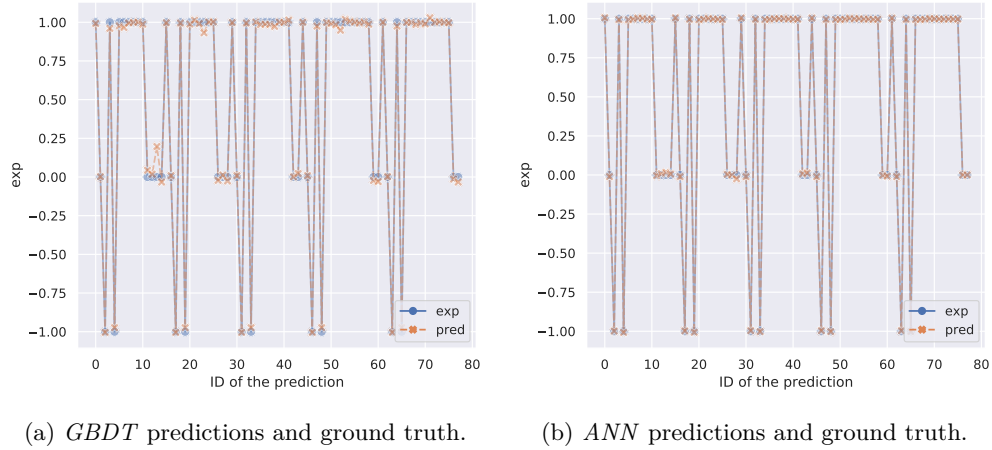 1.00
0.75
0.50
0.25
0.00
−0.25
−0.50
−0.75
−1.00
exp
0 10 20 30 40 50 60 70 80
ID of the prediction
exp
pred
(a) GBDT predictions and ground truth.
1.00
0.75
0.50
0.25
0.00
−0.25
−0.50
−0.75
−1.00
exp
0 10 20 30 40 50 60 70 80
ID of the prediction
exp
pred
(b) ANN predictions and ground truth.